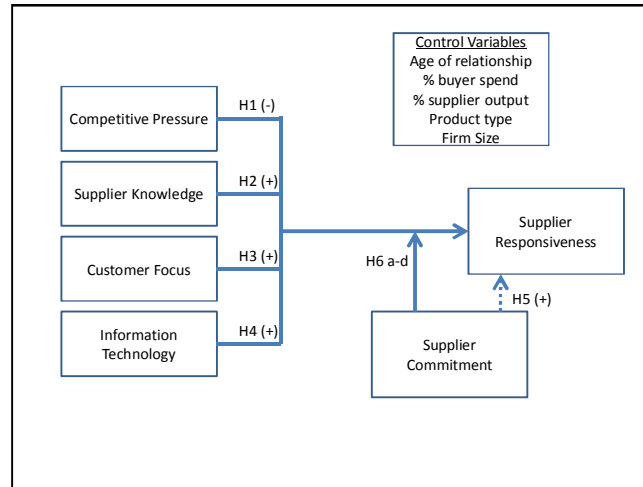 Control Variables
Age of relationship
% buyer spend
% supplier output
Product type
Firm Size
H1 (-)
Competitive Pressure
H2 (+)
Supplier Knowledge
Supplier
Responsiveness
H3 (+)
H6 a-d
Customer Focus
H5 (+)
H4 (+)
Information
Technology
Supplier
Commitment